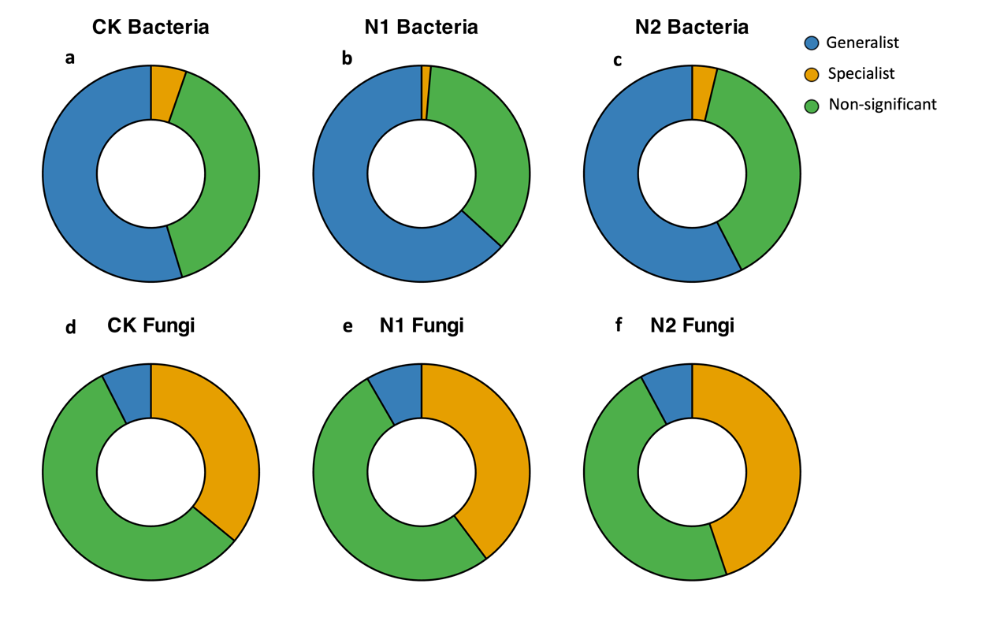 CK Bacteria
N1 Bacteria
N2 Bacteria
a
b
c
Generalist
Specialist
Non-significant
d
CK Fungi
e
N1 Fungi
f
N2 Fungi